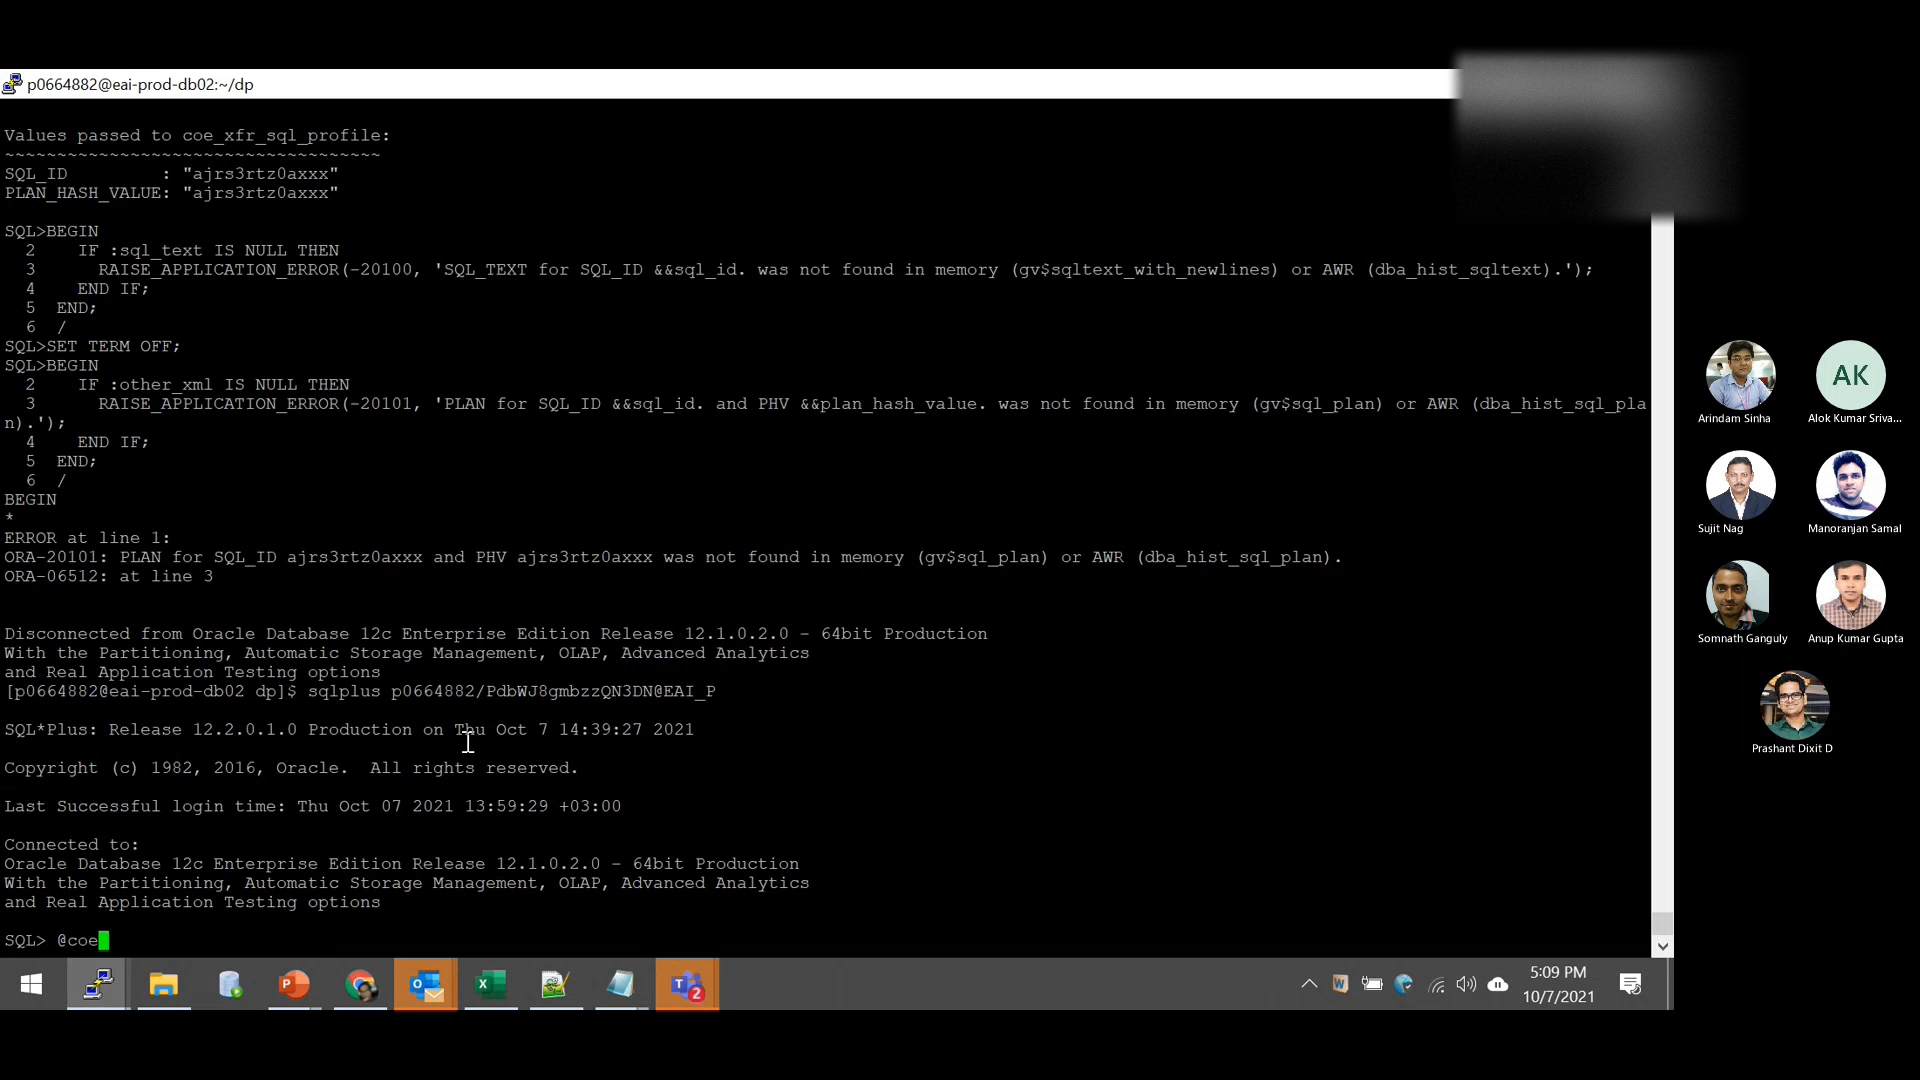 p0664882@eai-prod-db02:~/dp
Values passed to coe_xfr_sql_profile:
~~~~~~~~~~~~~~~~~~~~~~~~~~~~~~~~~~~~
SQL_ID         : "ajrs3rtz0axxx"
PLAN_HASH_VALUE: "ajrs3rtz0axxx"
SQL>BEGIN
  2    IF :sql_text IS NULL THEN
  3      RAISE_APPLICATION_ERROR(-20100, 'SQL_TEXT for SQL_ID &&sql_id. was not found in memory (gv$sqltext_with_newlines) or AWR (dba_hist_sqltext).');
  4    END IF;
  5  END;
  6  /
SQL>SET TERM OFF;
SQL>BEGIN
  2    IF :other_xml IS NULL THEN
  3      RAISE_APPLICATION_ERROR(-20101, 'PLAN for SQL_ID &&sql_id. and PHV &&plan_hash_value. was not found in memory (gv$sql_plan) or AWR (dba_hist_sql_pla
n).');
  4    END IF;
  5  END;
  6  /
BEGIN
*
ERROR at line 1:
ORA-20101: PLAN for SQL_ID ajrs3rtz0axxx and PHV ajrs3rtz0axxx was not found in memory (gv$sql_plan) or AWR (dba_hist_sql_plan).
ORA-06512: at line 3
Disconnected from Oracle Database 12c Enterprise Edition Release 12.1.0.2.0 - 64bit Production
With the Partitioning, Automatic Storage Management, OLAP, Advanced Analytics
and Real Application Testing options
[p0664882@eai-prod-db02 dp]$ sqlplus p0664882/PdbWJ8gmbzzQN3DN@EAI_P
SQL*Plus: Release 12.2.0.1.0 Production on Thu Oct 7 14:39:27 2021
Copyright (c) 1982, 2016, Oracle.  All rights reserved.
Last Successful login time: Thu Oct 07 2021 13:59:29 +03:00
Connected to:
Oracle Database 12c Enterprise Edition Release 12.1.0.2.0 - 64bit Production
With the Partitioning, Automatic Storage Management, OLAP, Advanced Analytics
and Real Application Testing options
SQL> @coe
Arindam Sinha
AK
Alok Kumar Sriva...
Sujit Nag
Manoranjan Samal
Somnath Ganguly
Anup Kumar Gupta
Prashant Dixit D
5:09 PM
10/7/2021
2